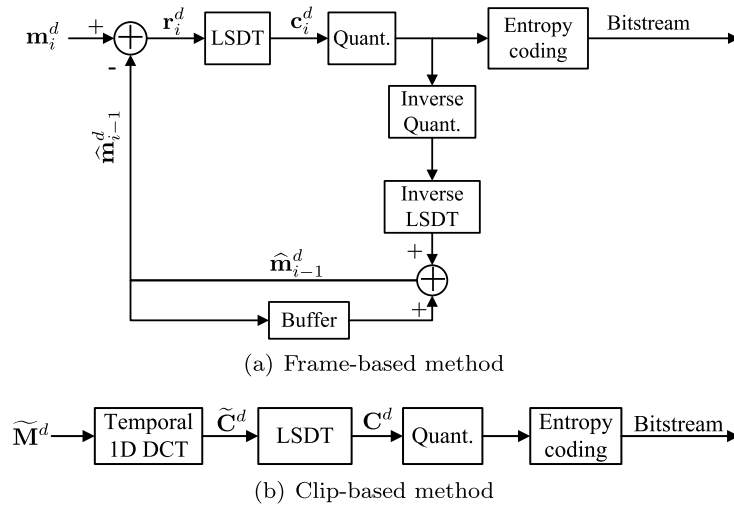 m_i^d + r_i^d LSDT c_i^d Quant. Entropy coding Bitstream
-
m̂_{i-1}^d
Inverse Quant.
Inverse LSDT
+
m̂_{i-1}^d
Buffer +
(a) Frame-based method
M̃^d Temporal 1D DCT C̃^d LSDT C^d Quant. Entropy coding Bitstream
(b) Clip-based method